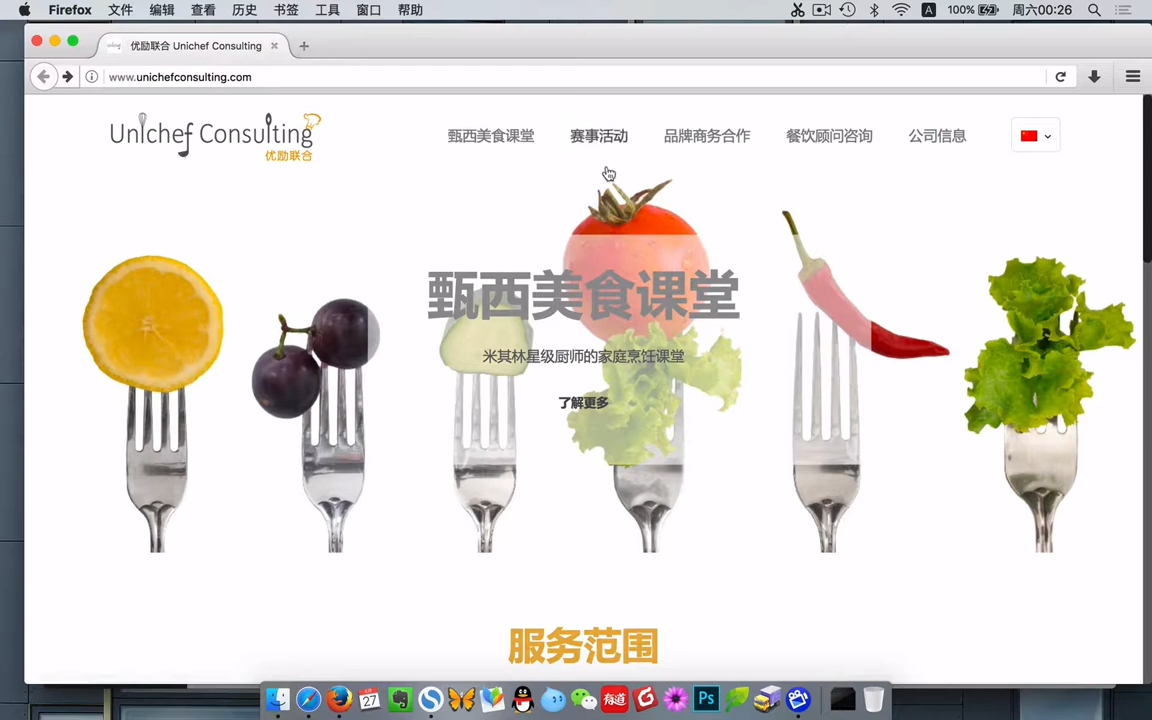 Firefox 文件 编辑 查看 历史 书签 工具 窗口 帮助 A 100% 周六00:26
优励联合 Unichef Consulting
www.unichefconsulting.com
Unichef Consulting
优励联合
甄西美食课堂 赛事活动 品牌商务合作 餐饮顾问咨询 公司信息
甄西美食课堂
米其林星级厨师的家庭烹饪课堂
了解更多
服务范围
27 有道 Ps